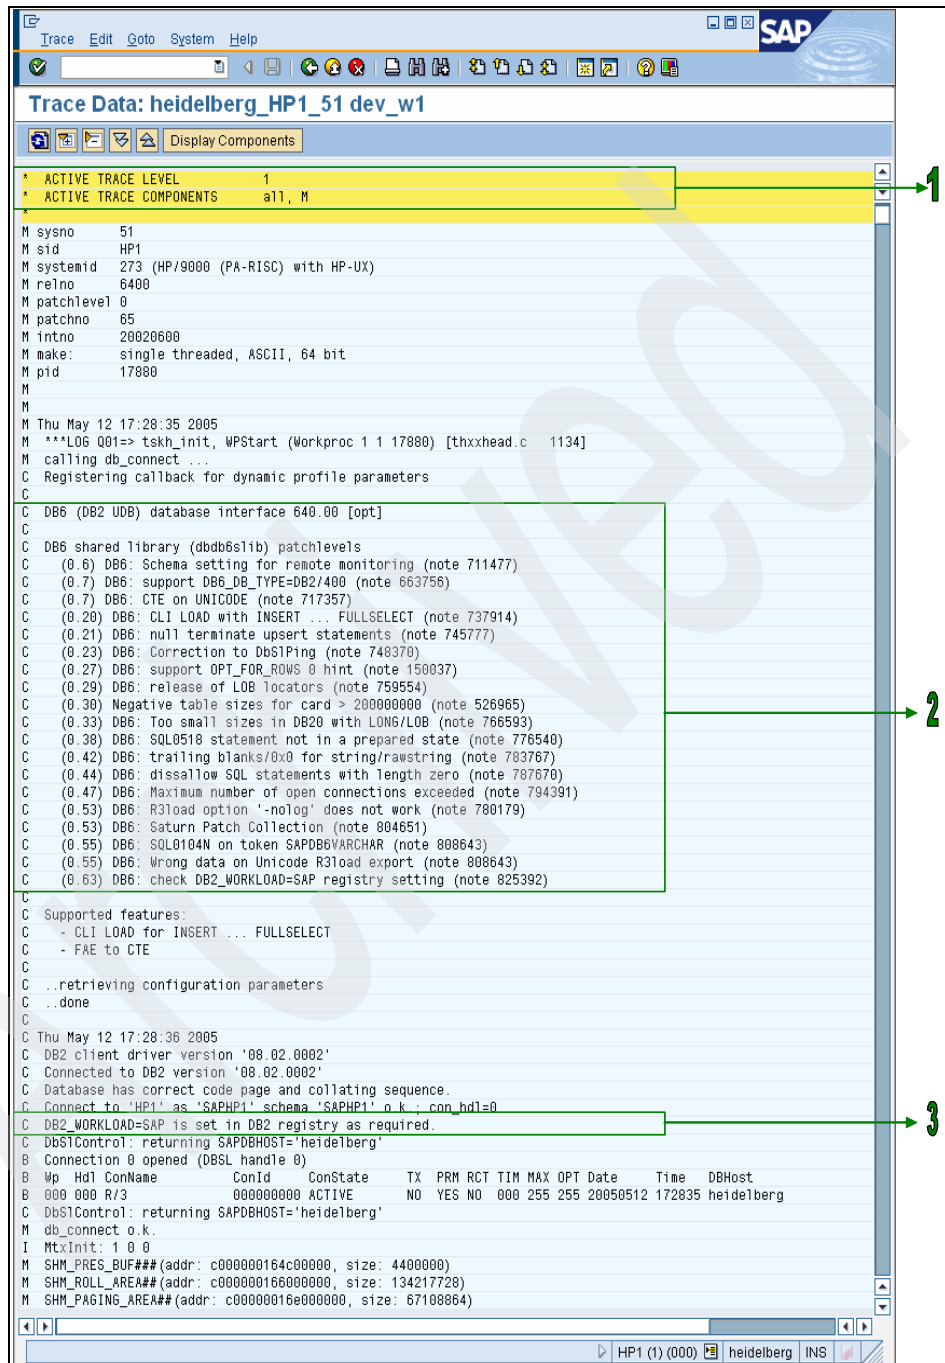 Trace Edit Goto System Help
SAP
Trace Data: heidelberg_HP1_51 dev_w1
Display Components
* ACTIVE TRACE LEVEL 1
* ACTIVE TRACE COMPONENTS all, M
*
1
M sysno 51
M sid HP1
M systemid 273 (HP/9000 (PA-RISC) with HP-UX)
M relno 6400
M patchlevel 0
M patchno 65
M intno 20020600
M make: single threaded, ASCII, 64 bit
M pid 17880
M
M
M Thu May 12 17:28:35 2005
M ***LOG Q01=> tskh_init, WPStart (Workproc 1 1 17880) [thxxhead.c 1134]
M calling db_connect ...
C Registering callback for dynamic profile parameters
C
C DB6 (DB2 UDB) database interface 640.00 [opt]
C
C DB6 shared library (dbdb6slib) patchlevels
C (0.6) DB6: Schema setting for remote monitoring (note 711477)
C (0.7) DB6: support DB6_DB_TYPE=DB2/400 (note 663756)
C (0.7) DB6: CTE on UNICODE (note 717357)
C (0.20) DB6: CLI LOAD with INSERT ... FULLSELECT (note 737914)
C (0.21) DB6: null terminate upsert statements (note 745777)
C (0.23) DB6: Correction to DbSlPing (note 748370)
C (0.27) DB6: support OPT_FOR_ROWS 0 hint (note 150037)
C (0.29) DB6: release of LOB locators (note 759554)
C (0.30) Negative table sizes for card > 200000000 (note 526965)
C (0.33) DB6: Too small sizes in DB20 with LONG/LOB (note 766593)
2
C (0.38) DB6: SQL0518 statement not in a prepared state (note 776540)
C (0.42) DB6: trailing blanks/0x0 for string/rawstring (note 783767)
C (0.44) DB6: dissallow SQL statements with length zero (note 787670)
C (0.47) DB6: Maximum number of open connections exceeded (note 794391)
C (0.53) DB6: R3load option '-nolog' does not work (note 780179)
C (0.53) DB6: Saturn Patch Collection (note 804651)
C (0.55) DB6: SQL0104N on token SAPDB6VARCHAR (note 808643)
C (0.55) DB6: Wrong data on Unicode R3load export (note 808643)
C (0.63) DB6: check DB2_WORKLOAD=SAP registry setting (note 825392)
C
C Supported features:
C - CLI LOAD for INSERT ... FULLSELECT
C - FAE to CTE
C
C ..retrieving configuration parameters
C ..done
C
C Thu May 12 17:28:36 2005
C DB2 client driver version '08.02.0002'
C Connected to DB2 version '08.02.0002'
C Database has correct code page and collating sequence.
C Connect to 'HP1' as 'SAPHP1' schema 'SAPHP1' o.k.; con_hdl=0
C DB2_WORKLOAD=SAP is set in DB2 registry as required.
3
C DbSlControl: returning SAPDBHOST='heidelberg'
B Connection 0 opened (DBSL handle 0)
B Wp Hdl ConName ConId ConState TX PRM RCT TIM MAX OPT Date Time DBHost
B 000 000 R/3 000000000 ACTIVE NO YES NO 000 255 255 20050512 172835 heidelberg
C DbSlControl: returning SAPDBHOST='heidelberg'
M db_connect o.k.
I MtxInit: 1 0 0
M SHM_PRES_BUF###(addr: c000000164c00000, size: 4400000)
M SHM_ROLL_AREA##(addr: c000000166000000, size: 134217728)
M SHM_PAGING_AREA##(addr: c00000016e000000, size: 67108864)
HP1 (1) (000) heidelberg INS